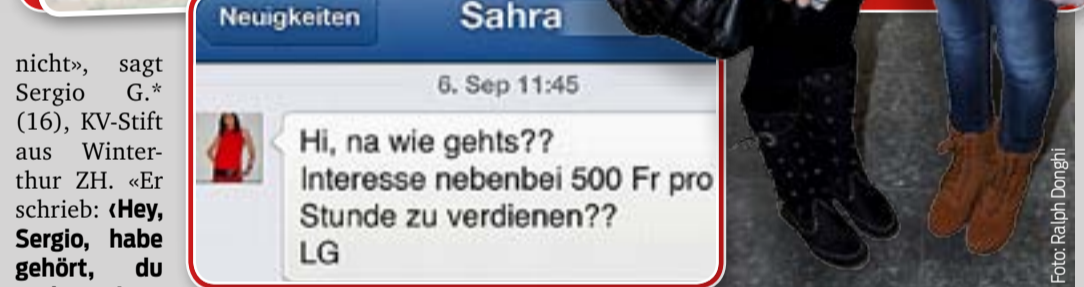 nicht», sagt
Sergio G.*
(16), KV-Stift
aus Winter-
thur ZH. «Er
schrieb: ‹Hey,
Sergio, habe
gehört, du
Neuigkeiten
Sahra
6. Sep 11:45
Hi, na wie gehts??
Interesse nebenbei 500 Fr pro
Stunde zu verdienen??
LG
Foto: Ralph Donghi